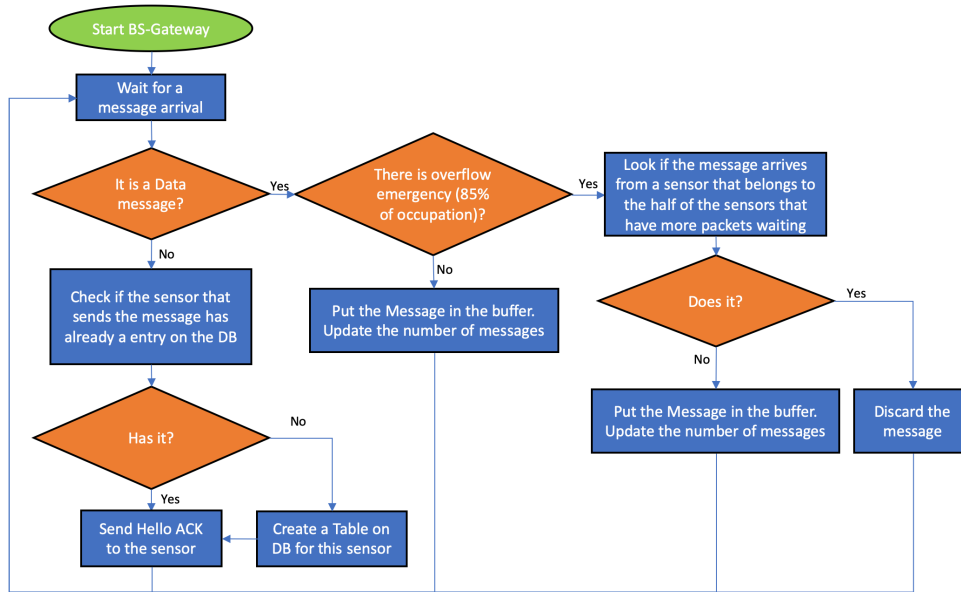 Start BS-Gateway
Wait for a
message arrival
It is a Data
message?
Yes
There is overflow
emergency (85%
of occupation)?
Yes
Look if the message arrives
from a sensor that belongs to
the half of the sensors that
have more packets waiting
No
No
Check if the sensor that
sends the message has
already a entry on the DB
Put the Message in the buffer.
Update the number of messages
Does it?
Yes
No
Has it?
No
Put the Message in the buffer.
Update the number of messages
Discard the
message
Yes
Send Hello ACK
to the sensor
Create a Table on
DB for this sensor